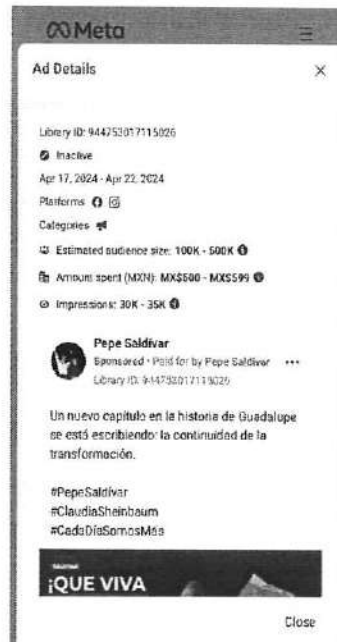 Meta
Ad Details
Library ID: 944753017115026
Inactive
Apr 17, 2024 - Apr 22, 2024
Platforms
Categories
Estimated audience size: 100K - 500K
Amount spent (MXN): MX$500 - MX$599
Impressions: 30K - 35K
Pepe Saldívar
Sponsored • Paid for by Pepe Saldívar
Library ID: 944753017115026
Un nuevo capítulo en la historia de Guadalupe
se está escribiendo: la continuidad de la
transformación.
#PepeSaldívar
#ClaudiaSheinbaum
#CadaDíaSomosMás
¡QUE VIVA
Close